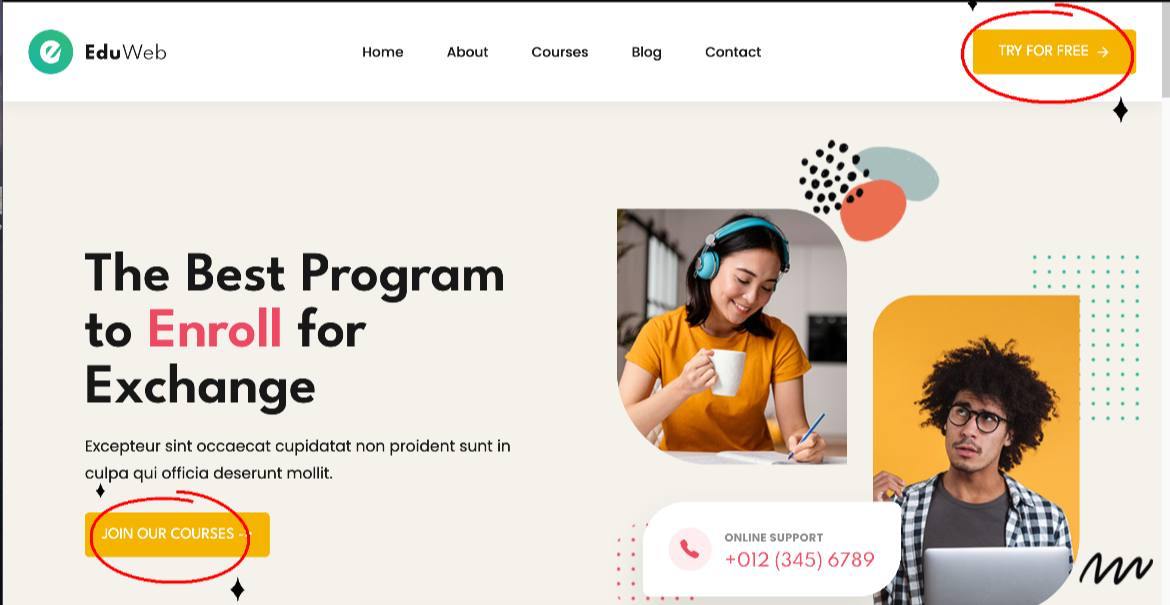 EduWeb
Home About Courses Blog Contact
TRY FOR FREE →
The Best Program
to Enroll for
Exchange
Excepteur sint occaecat cupidatat non proident sunt in
culpa qui officia deserunt mollit.
JOIN OUR COURSES →
ONLINE SUPPORT
+012 (345) 6789